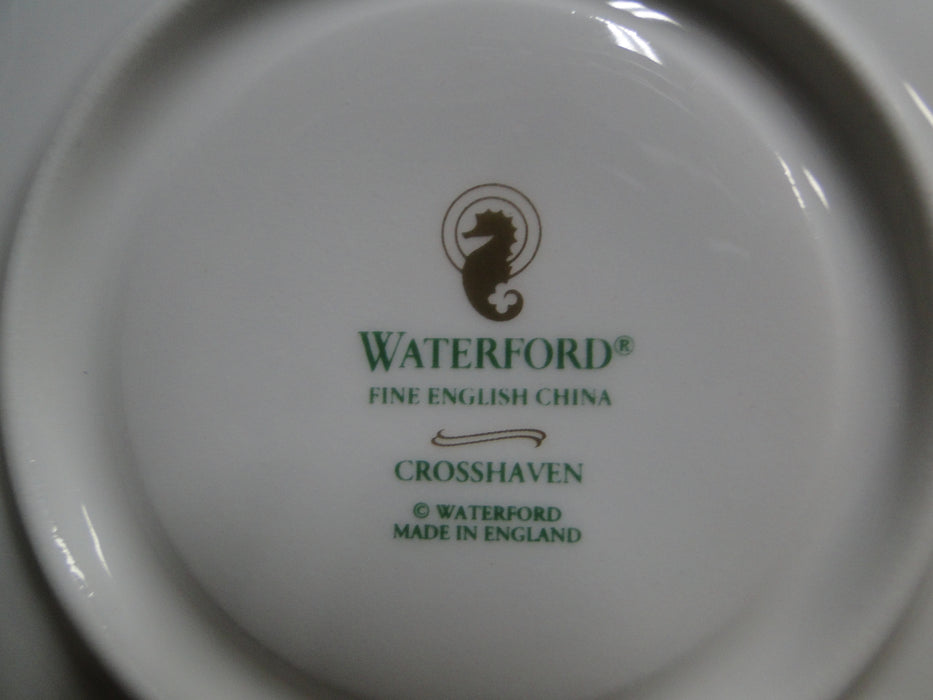 WATERFORD®
FINE ENGLISH CHINA
CROSSHAVEN
© WATERFORD
MADE IN ENGLAND